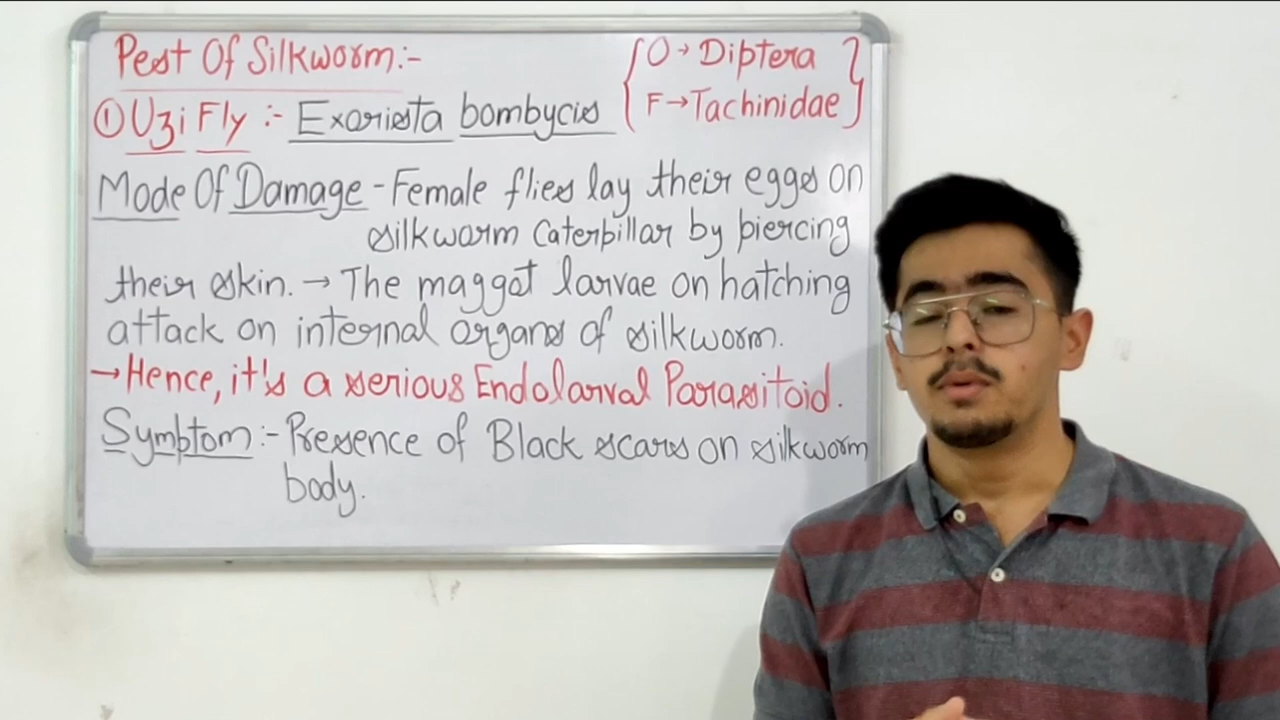 Pest Of Silkworm:-
{ O → Diptera }
① Uzi Fly :- Exorista bombycis
{ F → Tachinidae }
Mode Of Damage - Female flies lay their eggs on
silkworm Caterpillar by piercing
their skin. → The maggot larvae on hatching
attack on internal organs of silkworm.
→ Hence, it's a serious Endolarval Parasitoid.
Symptom :- Presence of Black scars on silkworm
body.